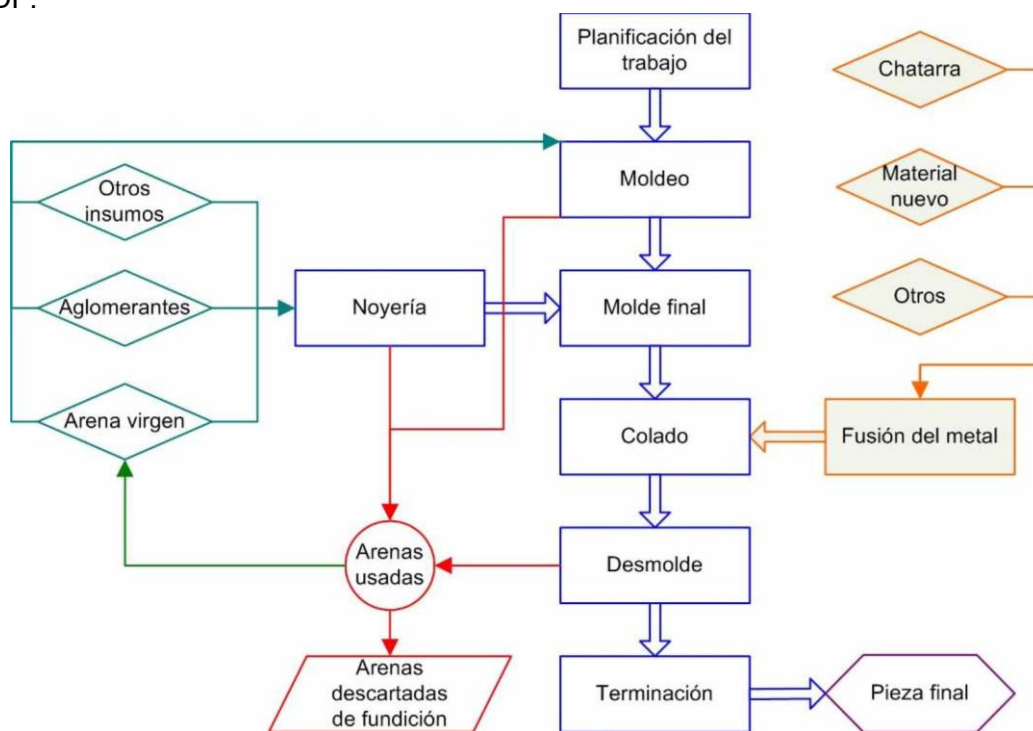 Planificación del
trabajo
Chatarra
Moldeo
Material
nuevo
Otros
insumos
Aglomerantes
Noyería
Molde final
Otros
Arena virgen
Colado
Fusión del metal
Arenas
usadas
Desmolde
Arenas
descartadas
de fundición
Terminación
Pieza final